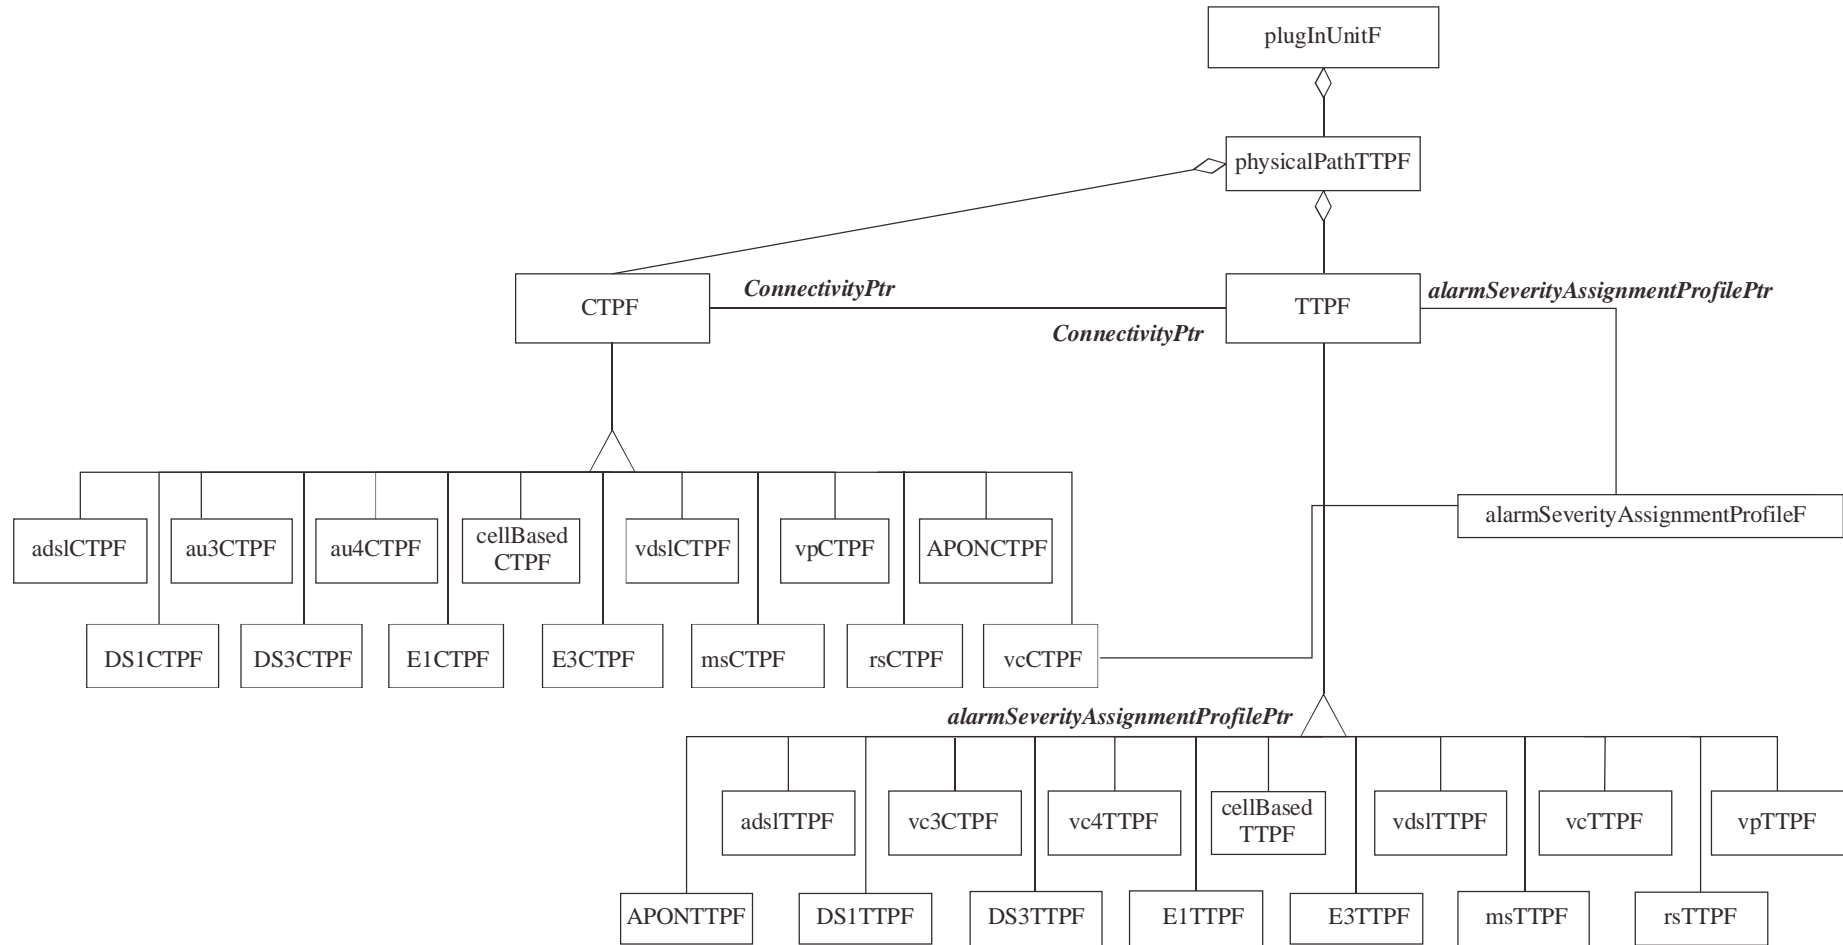 plugInUnitF
physicalPathTTPF
CTPF
ConnectivityPtr
ConnectivityPtr
TTPF
alarmSeverityAssignmentProfilePtr
alarmSeverityAssignmentProfileF
adslCTPF
au3CTPF
au4CTPF
cellBased
CTPF
vdslCTPF
vpCTPF
APONCTPF
DS1CTPF
DS3CTPF
E1CTPF
E3CTPF
msCTPF
rsCTPF
vcCTPF
alarmSeverityAssignmentProfilePtr
adslTTPF
vc3CTPF
vc4TTPF
cellBased
TTPF
vdslTTPF
vcTTPF
vpTTPF
APONTTPF
DS1TTPF
DS3TTPF
E1TTPF
E3TTPF
msTTPF
rsTTPF